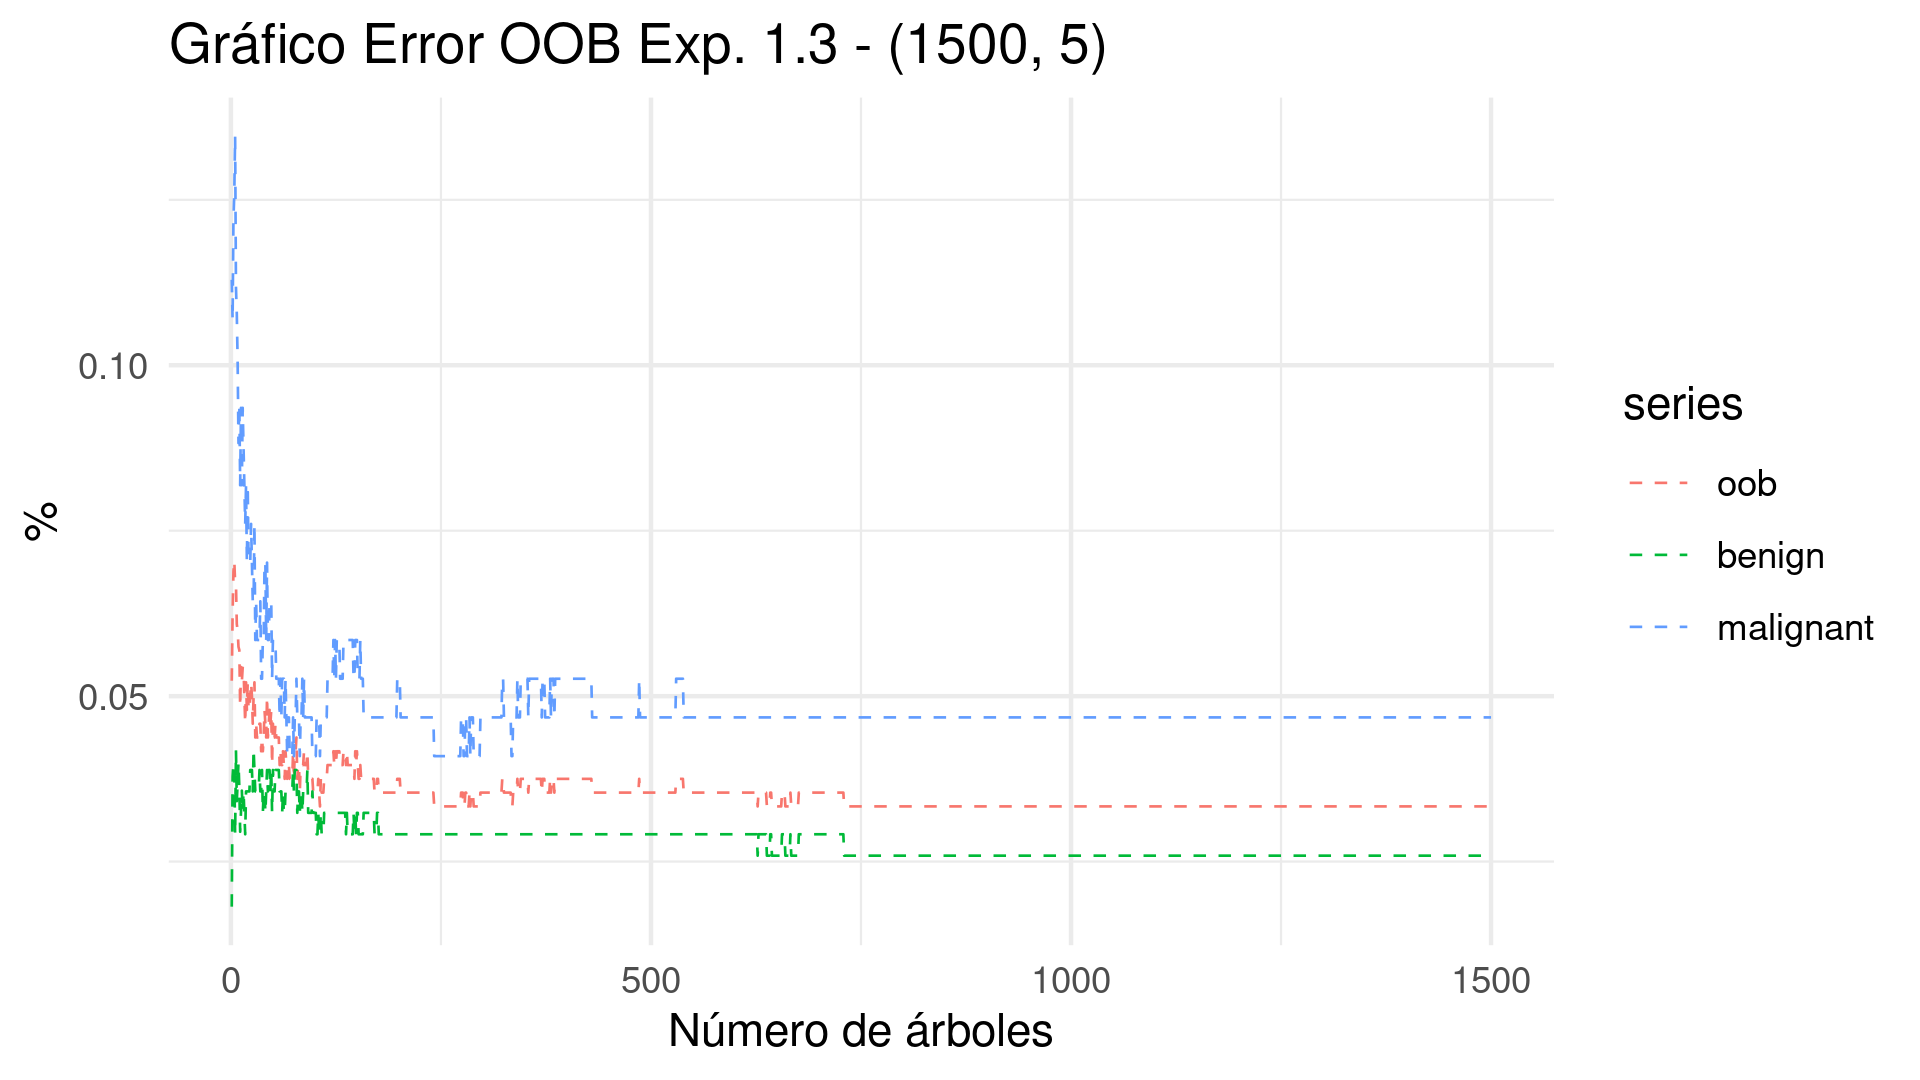 Gráfico Error OOB Exp. 1.3 - (1500, 5)
%
0.10
0.05
0
500
1000
1500
Número de árboles
series
oob
benign
malignant